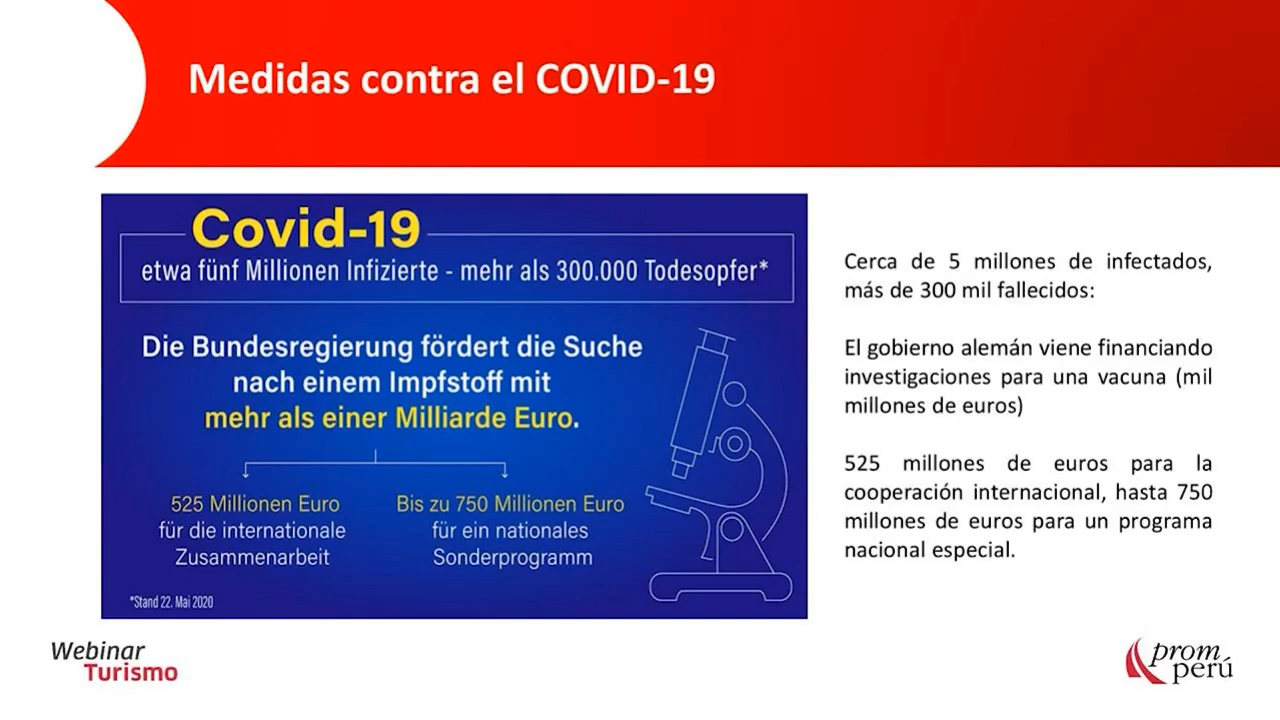 Medidas contra el COVID-19
Covid-19
etwa fünf Millionen Infizierte - mehr als 300.000 Todesopfer*
Die Bundesregierung fördert die Suche
nach einem Impfstoff mit
mehr als einer Milliarde Euro.
525 Millionen Euro
für die internationale
Zusammenarbeit
Bis zu 750 Millionen Euro
für ein nationales
Sonderprogramm
*Stand 22. Mai 2020
Cerca de 5 millones de infectados,
más de 300 mil fallecidos:
El gobierno alemán viene financiando
investigaciones para una vacuna (mil
millones de euros)
525 millones de euros para la
cooperación internacional, hasta 750
millones de euros para un programa
nacional especial.
Webinar
Turismo
prom
perú